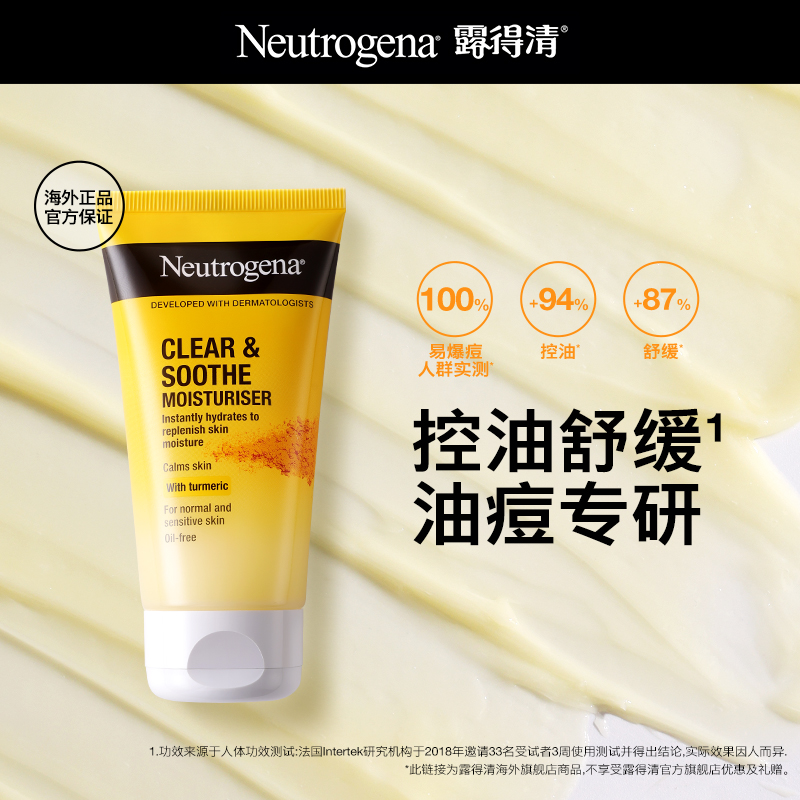 Neutrogena® 露得清®
海外正品
官方保证
Neutrogena®
DEVELOPED WITH DERMATOLOGISTS
CLEAR &
SOOTHE
MOISTURISER
Instantly hydrates to
replenish skin
moisture
Calms skin
With turmeric
For normal and
sensitive skin
Oil-free
100% +94% +87%
易爆痘 控油* 舒缓*
人群实测*
控油舒缓¹
油痘专研
1.功效来源于人体功效测试:法国Intertek研究机构于2018年邀请33名受试者3周使用测试并得出结论,实际效果因人而异.
*此链接为露得清海外旗舰店商品,不享受露得清官方旗舰店优惠及礼赠。